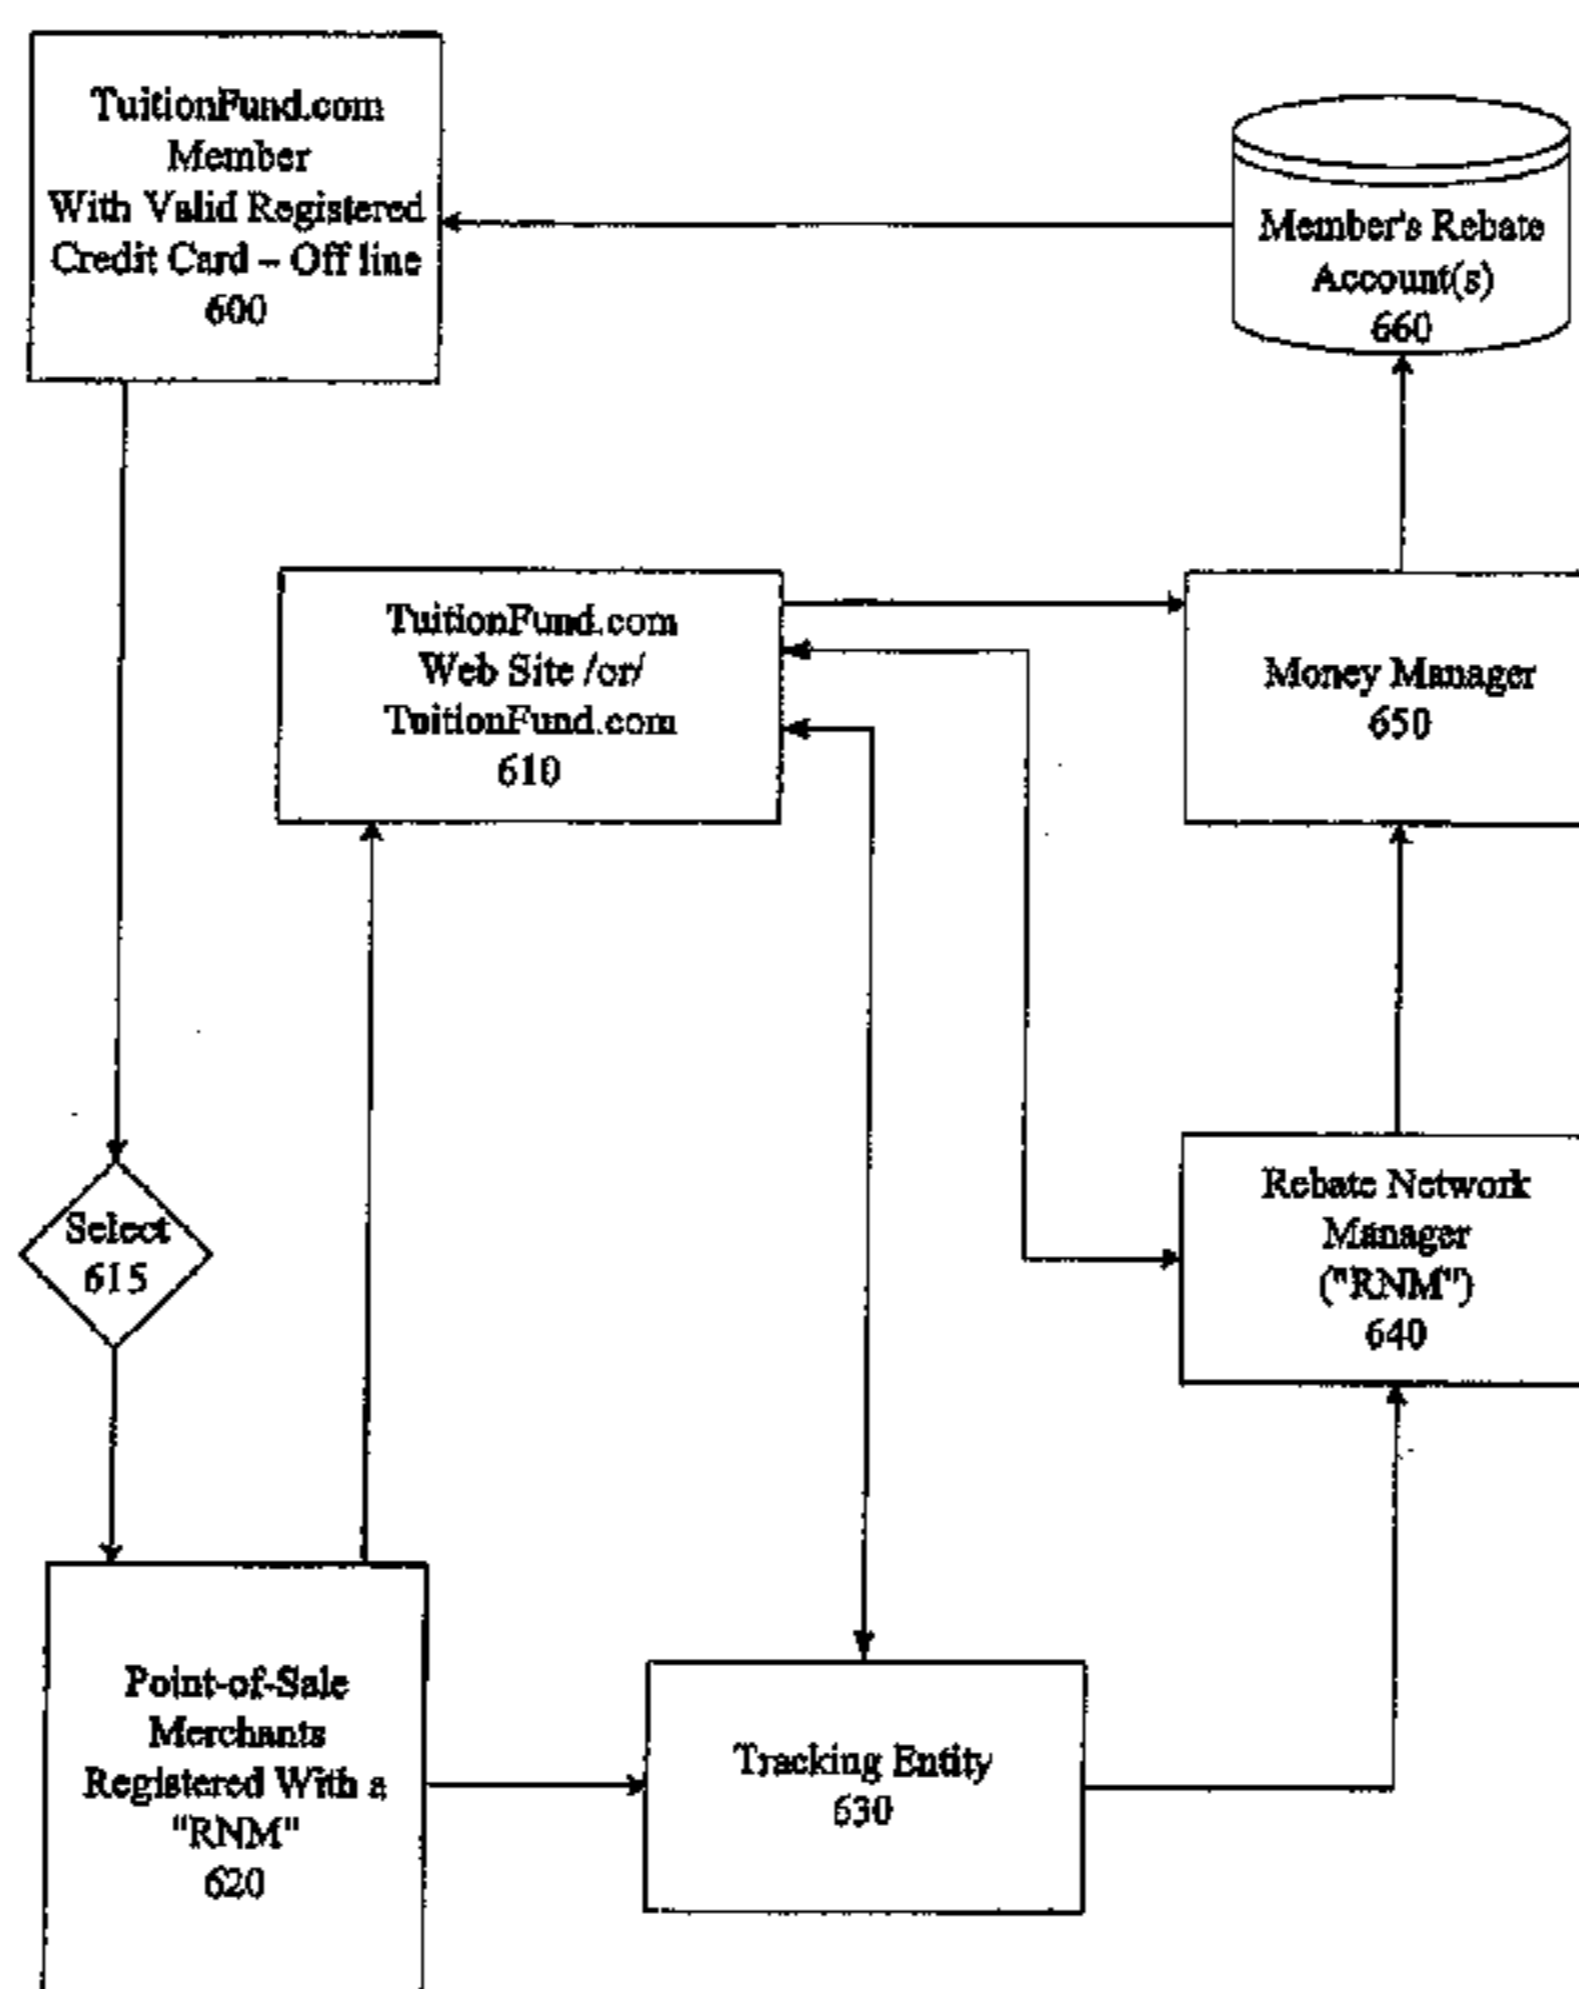 TuitionFund.com
Member
With Valid Registered
Credit Card – Off line
600
Member's Rebate
Account(s)
660
TuitionFund.com
Web Site /or/
TuitionFund.com
610
Money Manager
650
Select
615
Rebate Network
Manager
("RNM")
640
Point-of-Sale
Merchants
Registered With a
"RNM"
620
Tracking Entity
630